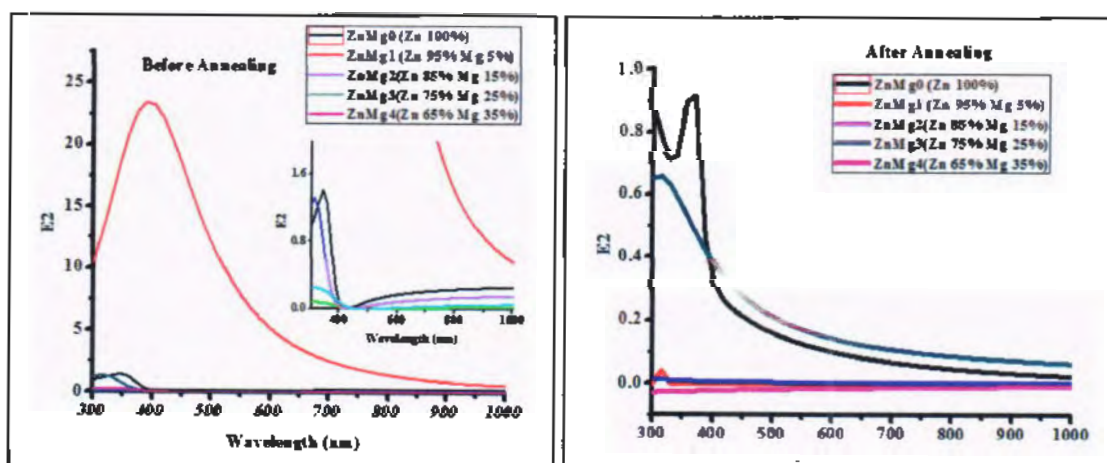 Before Annealing
ZnMg0 (Zn 100%)
ZnMg1 (Zn 95% Mg 5%)
ZnMg2(Zn 85% Mg 15%)
ZnMg3(Zn 75% Mg 25%)
ZnMg4(Zn 65% Mg 35%)
25
20
15
10
5
0
E2
300 400 500 600 700 800 900 1000
Wavelength (nm)
1.6
0.8
0.0
E2
400 600 800 1000
Wavelength (nm)
After Annealing
ZnMg0 (Zn 100%)
ZnMg1 (Zn 95% Mg 5%)
ZnMg2(Zn 85% Mg 15%)
ZnMg3(Zn 75% Mg 25%)
ZnMg4(Zn 65% Mg 35%)
1.0
0.8
0.6
0.4
0.2
0.0
E2
300 400 500 600 700 800 900 1000